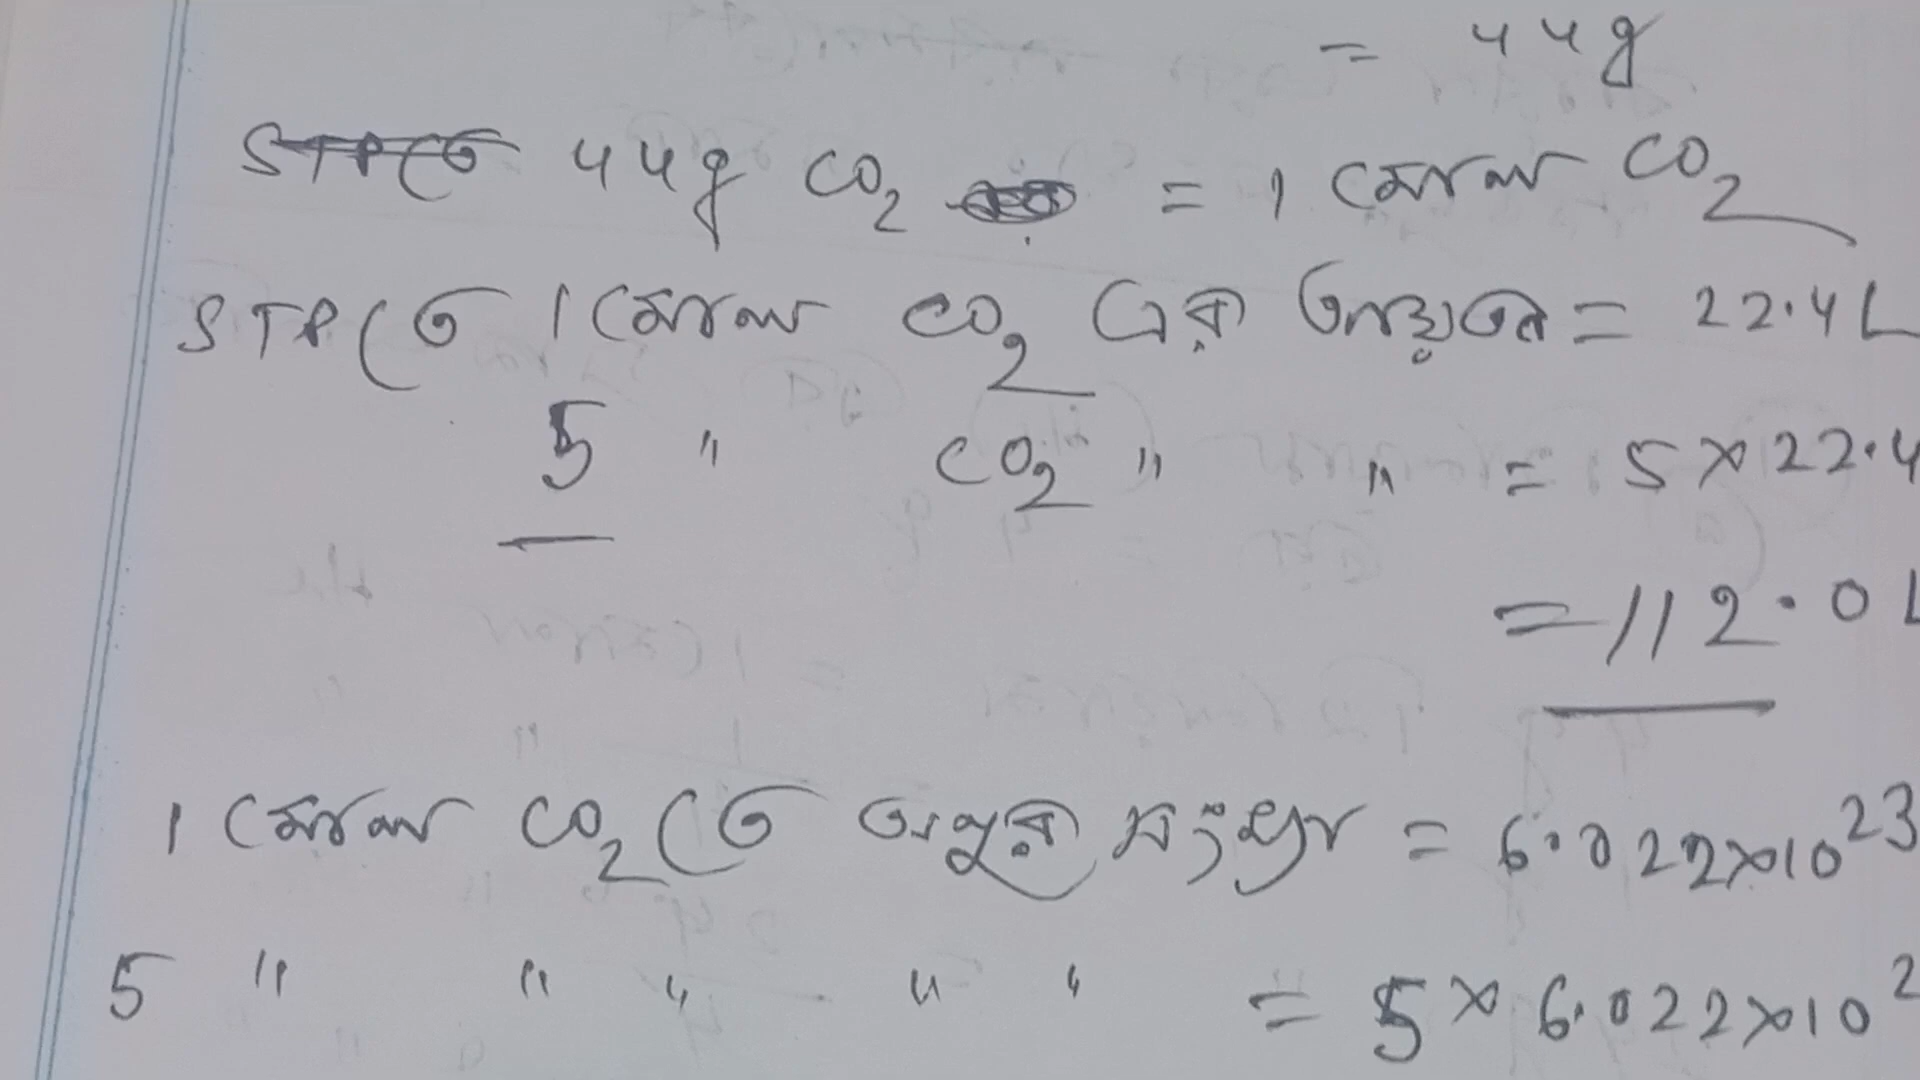 = 44g
STPতে 44g CO₂ = 1 মোল CO₂
STPতে 1 মোল CO₂ এর আয়তন = 22.4L
5 " CO₂ " " = 5×22.4
= 112.0L
1 মোল CO₂তে অণুর সংখ্যা = 6.022×10²³
5 " " " " " = 5×6.022×10²